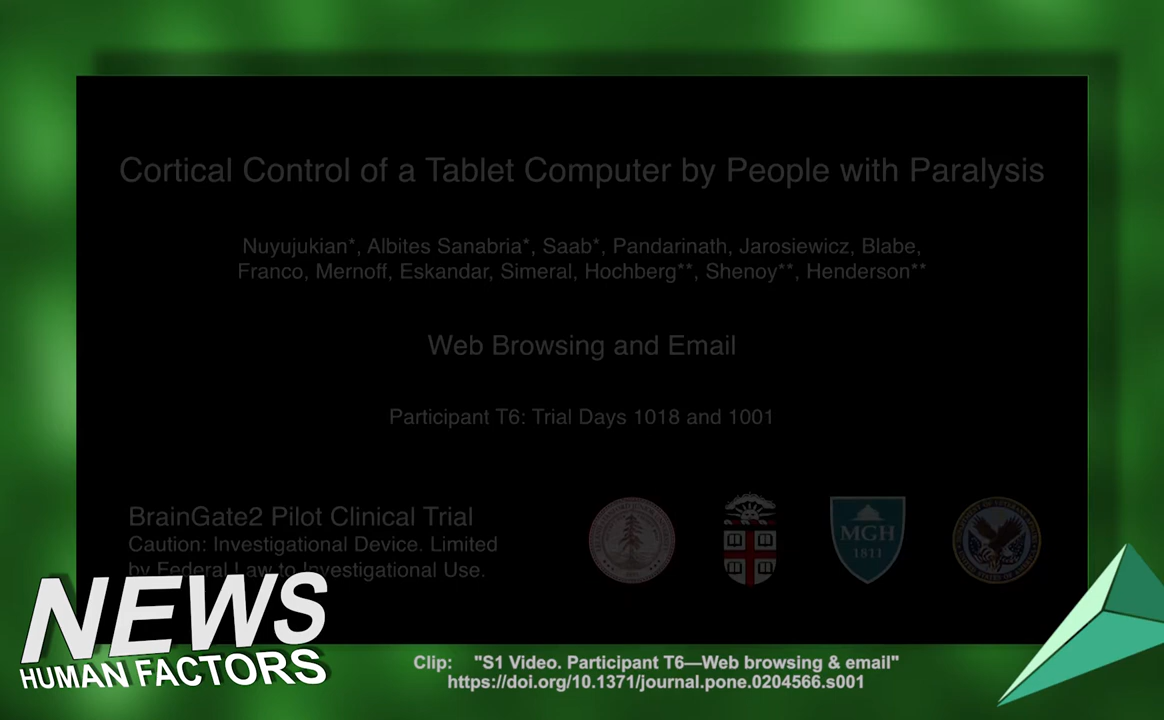 Cortical Control of a Tablet Computer by People with Paralysis
Nuyujukian*, Albites Sanabria*, Saab*, Pandarinath, Jarosiewicz, Blabe,
Franco, Mernoff, Eskandar, Simeral, Hochberg**, Shenoy**, Henderson**
Web Browsing and Email
Participant T6: Trial Days 1018 and 1001
BrainGate2 Pilot Clinical Trial
Caution: Investigational Device. Limited
by Federal Law to Investigational Use.
MGH
1811
NEWS
HUMAN FACTORS
Clip: "S1 Video. Participant T6—Web browsing & email"
https://doi.org/10.1371/journal.pone.0204566.s001